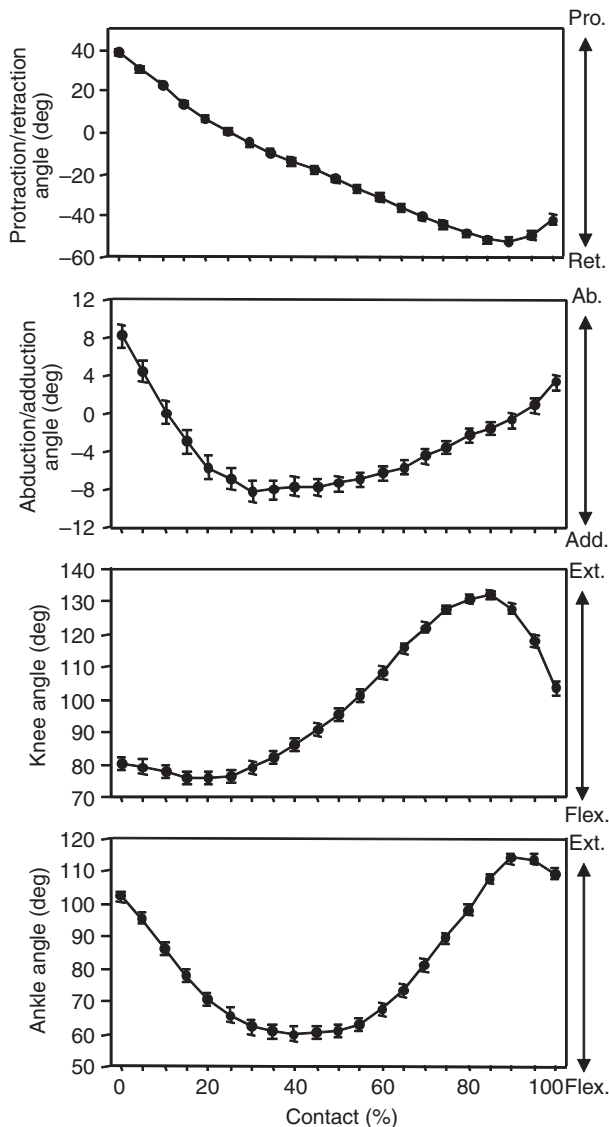 Pro.
Protraction/retraction
angle (deg)
40
20
0
−20
−40
−60
Ret.
Ab.
Abduction/adduction
angle (deg)
12
8
4
0
−4
−8
−12
Add.
Ext.
Knee angle (deg)
140
130
120
110
100
90
80
70
Flex.
Ext.
Ankle angle (deg)
120
110
100
90
80
70
60
50
Flex.
0 20 40 60 80 100
Contact (%)